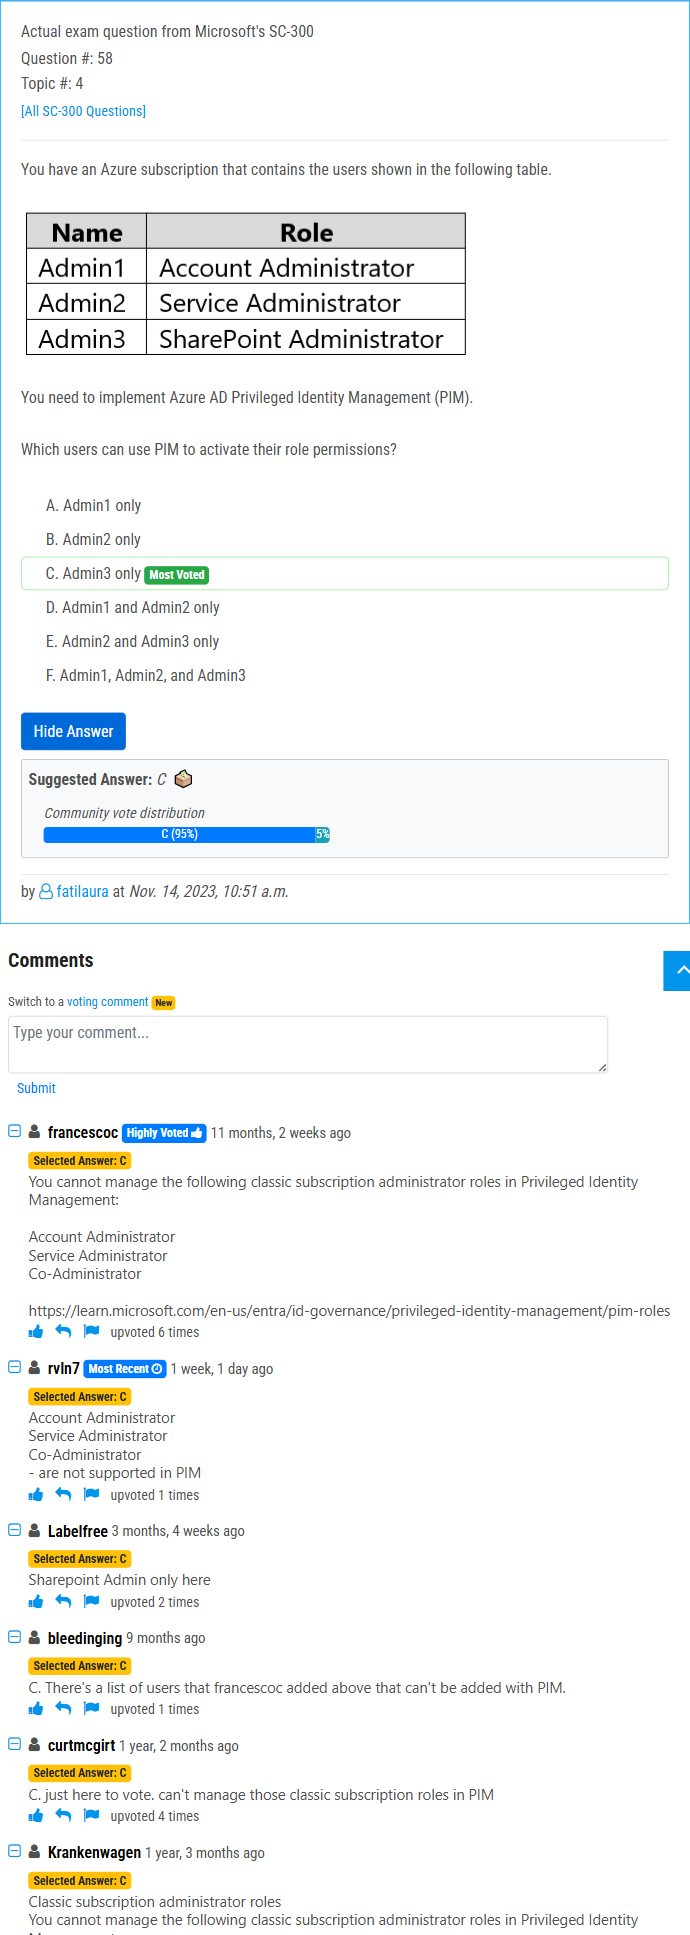 Actual exam question from Microsoft's SC-300
Question #: 58
Topic #: 4
[All SC-300 Questions]
You have an Azure subscription that contains the users shown in the following table.
Name Role
Admin1 Account Administrator
Admin2 Service Administrator
Admin3 SharePoint Administrator
You need to implement Azure AD Privileged Identity Management (PIM).
Which users can use PIM to activate their role permissions?
A. Admin1 only
B. Admin2 only
C. Admin3 only Most Voted
D. Admin1 and Admin2 only
E. Admin2 and Admin3 only
F. Admin1, Admin2, and Admin3
Hide Answer
Suggested Answer: C
Community vote distribution
C (95%) 5%
by fatilaura at Nov. 14, 2023, 10:51 a.m.
Comments
Switch to a voting comment New
Type your comment...
Submit
francescoc Highly Voted 11 months, 2 weeks ago
Selected Answer: C
You cannot manage the following classic subscription administrator roles in Privileged Identity
Management:
Account Administrator
Service Administrator
Co-Administrator
https://learn.microsoft.com/en-us/entra/id-governance/privileged-identity-management/pim-roles
upvoted 6 times
rvln7 Most Recent 1 week, 1 day ago
Selected Answer: C
Account Administrator
Service Administrator
Co-Administrator
- are not supported in PIM
upvoted 1 times
Labelfree 3 months, 4 weeks ago
Selected Answer: C
Sharepoint Admin only here
upvoted 2 times
bleedinging 9 months ago
Selected Answer: C
C. There's a list of users that francescoc added above that can't be added with PIM.
upvoted 1 times
curtmcgirt 1 year, 2 months ago
Selected Answer: C
C. just here to vote. can't manage those classic subscription roles in PIM
upvoted 4 times
Krankenwagen 1 year, 3 months ago
Selected Answer: C
Classic subscription administrator roles
You cannot manage the following classic subscription administrator roles in Privileged Identity